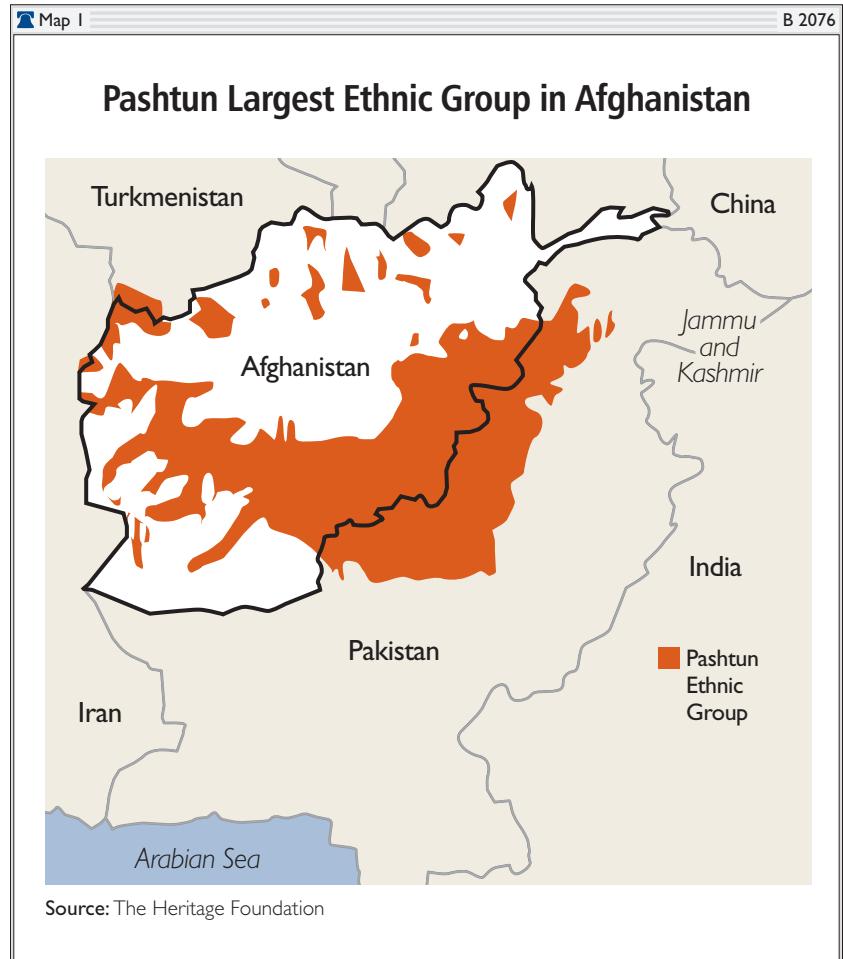 Map 1
B 2076
Pashtun Largest Ethnic Group in Afghanistan
Turkmenistan
China
Jammu
and
Kashmir
Afghanistan
India
Pakistan
Pashtun
Ethnic
Group
Iran
Arabian Sea
Source: The Heritage Foundation